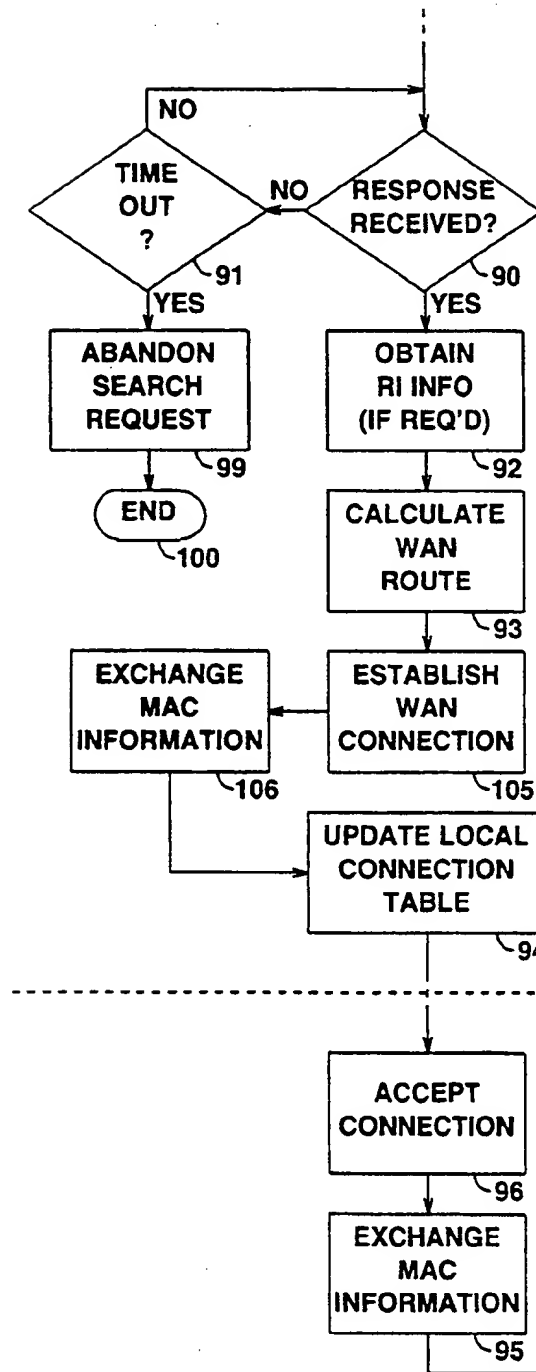 NO
TIME
OUT
?
91
NO
RESPONSE
RECEIVED?
90
YES
YES
ABANDON
SEARCH
REQUEST
99
OBTAIN
RI INFO
(IF REQ'D)
92
END
100
CALCULATE
WAN
ROUTE
93
EXCHANGE
MAC
INFORMATION
106
ESTABLISH
WAN
CONNECTION
105
UPDATE LOCAL
CONNECTION
TABLE
94
ACCEPT
CONNECTION
96
EXCHANGE
MAC
INFORMATION
95